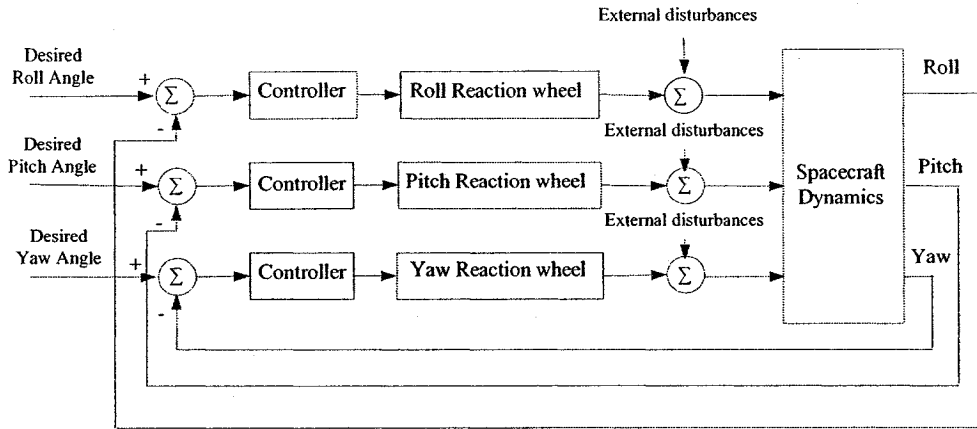 External disturbances
Desired
Roll Angle
+
Σ
-
Controller
Roll Reaction wheel
Σ
Roll
External disturbances
Desired
Pitch Angle
+
Σ
-
Controller
Pitch Reaction wheel
Σ
Spacecraft
Dynamics
Pitch
External disturbances
Desired
Yaw Angle
+
Σ
-
Controller
Yaw Reaction wheel
Σ
Yaw